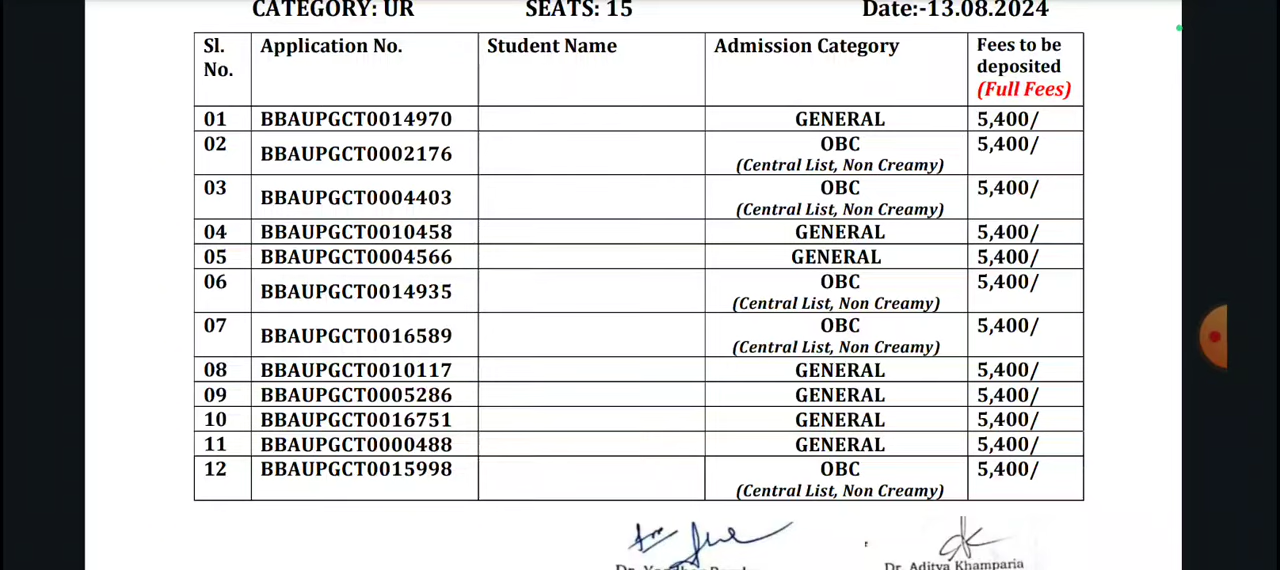 CATEGORY: UR SEATS: 15 Date:-13.08.2024
Sl. No. Application No. Student Name Admission Category Fees to be deposited (Full Fees)
01 BBAUPGCT0014970 GENERAL 5,400/
02 BBAUPGCT0002176 OBC (Central List, Non Creamy) 5,400/
03 BBAUPGCT0004403 OBC (Central List, Non Creamy) 5,400/
04 BBAUPGCT0010458 GENERAL 5,400/
05 BBAUPGCT0004566 GENERAL 5,400/
06 BBAUPGCT0014935 OBC (Central List, Non Creamy) 5,400/
07 BBAUPGCT0016589 OBC (Central List, Non Creamy) 5,400/
08 BBAUPGCT0010117 GENERAL 5,400/
09 BBAUPGCT0005286 GENERAL 5,400/
10 BBAUPGCT0016751 GENERAL 5,400/
11 BBAUPGCT0000488 GENERAL 5,400/
12 BBAUPGCT0015998 OBC (Central List, Non Creamy) 5,400/
Dr. Aditya Khamparia